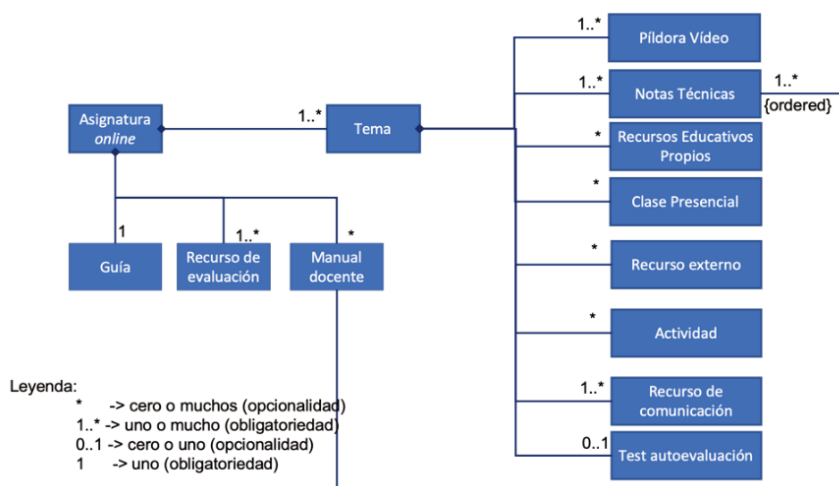 1..*
Píldora Vídeo
1..*
Notas Técnicas
1..*
{ordered}
Asignatura
online
1..*
Tema
*
Recursos Educativos
Propios
*
Clase Presencial
1
Guía
1..*
Recurso de
evaluación
*
Manual
docente
*
Recurso externo
*
Actividad
1..*
Recurso de
comunicación
0..1
Test autoevaluación
Leyenda:
* -> cero o muchos (opcionalidad)
1..* -> uno o mucho (obligatoriedad)
0..1 -> cero o uno (opcionalidad)
1 -> uno (obligatoriedad)